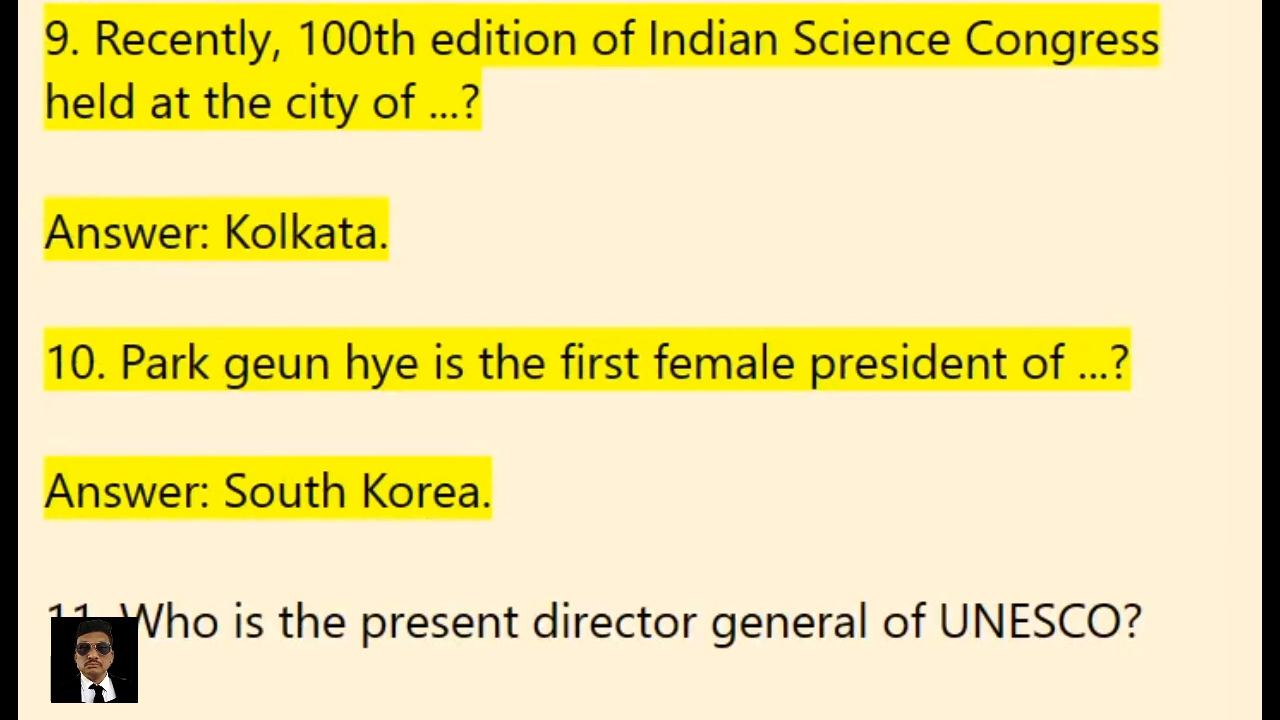 9. Recently, 100th edition of Indian Science Congress
held at the city of ...?
Answer: Kolkata.
10. Park geun hye is the first female president of ...?
Answer: South Korea.
11. Who is the present director general of UNESCO?